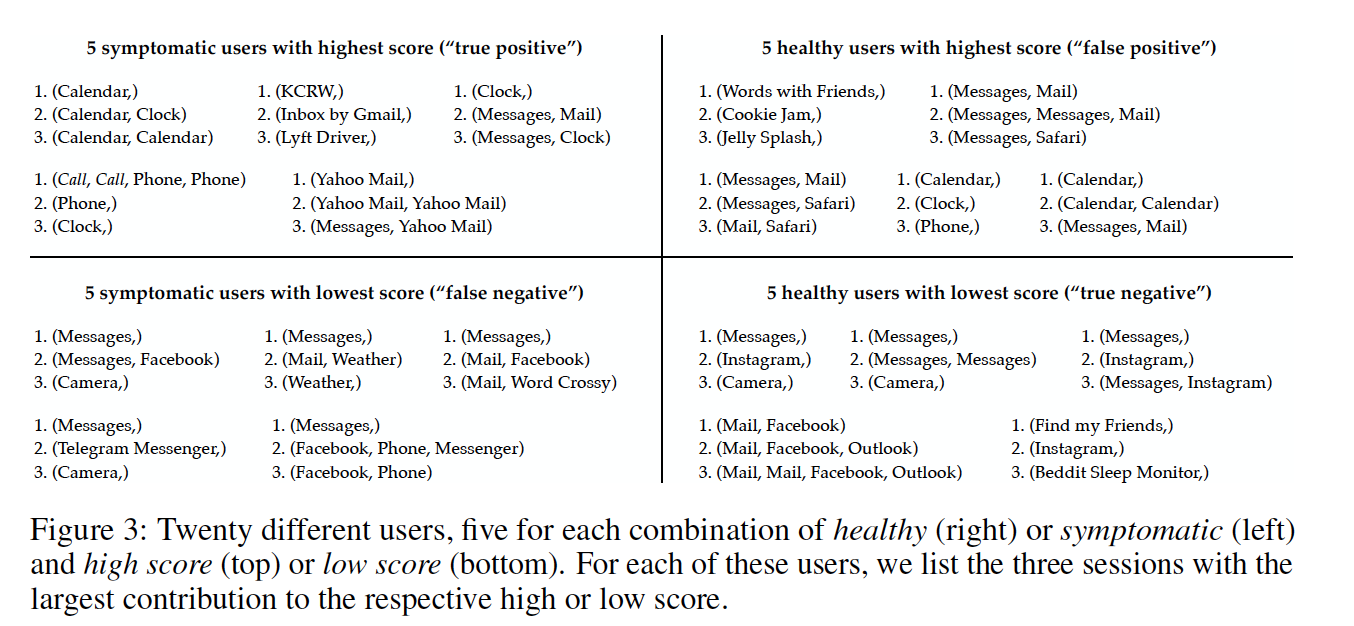 5 symptomatic users with highest score (“true positive”)
1. (Calendar,)
2. (Calendar, Clock)
3. (Calendar, Calendar)
1. (KCRW,)
2. (Inbox by Gmail,)
3. (Lyft Driver,)
1. (Clock,)
2. (Messages, Mail)
3. (Messages, Clock)
1. (Call, Call, Phone, Phone)
2. (Phone,)
3. (Clock,)
1. (Yahoo Mail,)
2. (Yahoo Mail, Yahoo Mail)
3. (Messages, Yahoo Mail)
5 healthy users with highest score (“false positive”)
1. (Words with Friends,)
2. (Cookie Jam,)
3. (Jelly Splash,)
1. (Messages, Mail)
2. (Messages, Messages, Mail)
3. (Messages, Safari)
1. (Messages, Mail)
2. (Messages, Safari)
3. (Mail, Safari)
1. (Calendar,)
2. (Clock,)
3. (Phone,)
1. (Calendar,)
2. (Calendar, Calendar)
3. (Messages, Mail)
5 symptomatic users with lowest score (“false negative”)
1. (Messages,)
2. (Messages, Facebook)
3. (Camera,)
1. (Messages,)
2. (Mail, Weather)
3. (Weather,)
1. (Messages,)
2. (Mail, Facebook)
3. (Mail, Word Crossy)
1. (Messages,)
2. (Telegram Messenger,)
3. (Camera,)
1. (Messages,)
2. (Facebook, Phone, Messenger)
3. (Facebook, Phone)
5 healthy users with lowest score (“true negative”)
1. (Messages,)
2. (Instagram,)
3. (Camera,)
1. (Messages,)
2. (Messages, Messages)
3. (Camera,)
1. (Messages,)
2. (Instagram,)
3. (Messages, Instagram)
1. (Mail, Facebook)
2. (Mail, Facebook, Outlook)
3. (Mail, Mail, Facebook, Outlook)
1. (Find my Friends,)
2. (Instagram,)
3. (Beddit Sleep Monitor,)
Figure 3: Twenty different users, five for each combination of healthy (right) or symptomatic (left)
and high score (top) or low score (bottom). For each of these users, we list the three sessions with the
largest contribution to the respective high or low score.